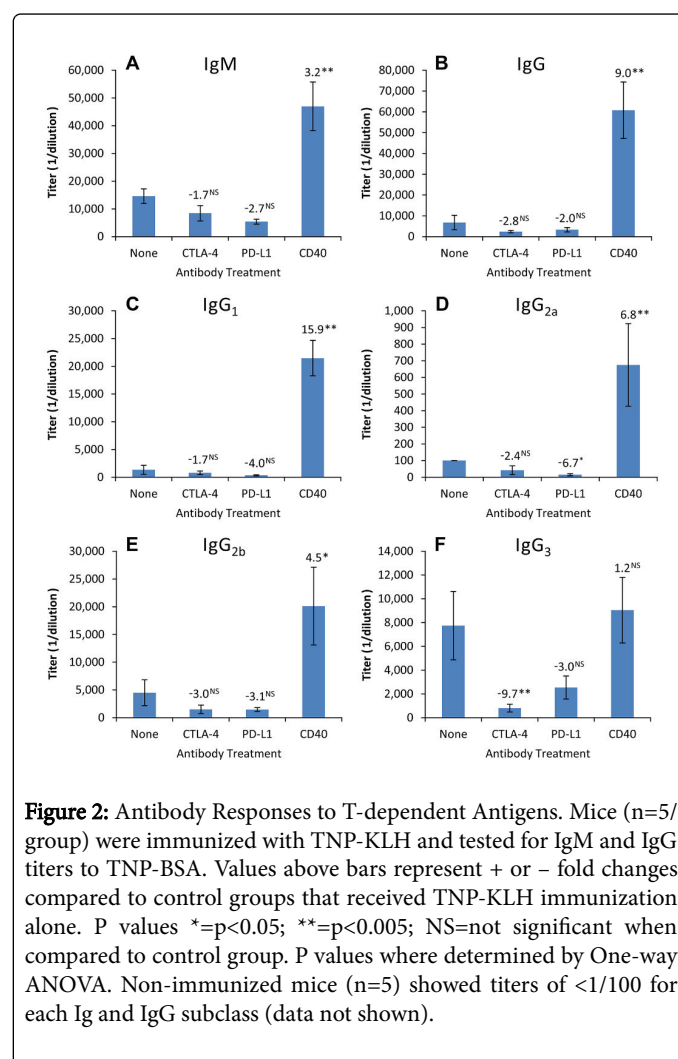 A IgM
Titer (1/dilution)
60,000
50,000
40,000
30,000
20,000
10,000
0
-1.7NS
-2.7NS
3.2**
None CTLA-4 PD-L1 CD40
Antibody Treatment
B IgG
Titer (1/dilution)
80,000
70,000
60,000
50,000
40,000
30,000
20,000
10,000
0
-2.8NS
-2.0NS
9.0**
None CTLA-4 PD-L1 CD40
Antibody Treatment
C IgG1
Titer (1/dilution)
30,000
25,000
20,000
15,000
10,000
5,000
0
-1.7NS
-4.0NS
15.9**
None CTLA-4 PD-L1 CD40
Antibody Treatment
D IgG2a
Titer (1/dilution)
1,000
900
800
700
600
500
400
300
200
100
0
-2.4NS
-6.7*
6.8**
None CTLA-4 PD-L1 CD40
Antibody Treatment
E IgG2b
Titer (1/dilution)
30,000
25,000
20,000
15,000
10,000
5,000
0
-3.0NS
-3.1NS
4.5*
None CTLA-4 PD-L1 CD40
Antibody Treatment
F IgG3
Titer (1/dilution)
14,000
12,000
10,000
8,000
6,000
4,000
2,000
0
-9.7**
-3.0NS
1.2NS
None CTLA-4 PD-L1 CD40
Antibody Treatment
Figure 2: Antibody Responses to T-dependent Antigens. Mice (n=5/
group) were immunized with TNP-KLH and tested for IgM and IgG
titers to TNP-BSA. Values above bars represent + or – fold changes
compared to control groups that received TNP-KLH immunization
alone. P values *=p<0.05; **=p<0.005; NS=not significant when
compared to control group. P values where determined by One-way
ANOVA. Non-immunized mice (n=5) showed titers of <1/100 for
each Ig and IgG subclass (data not shown).